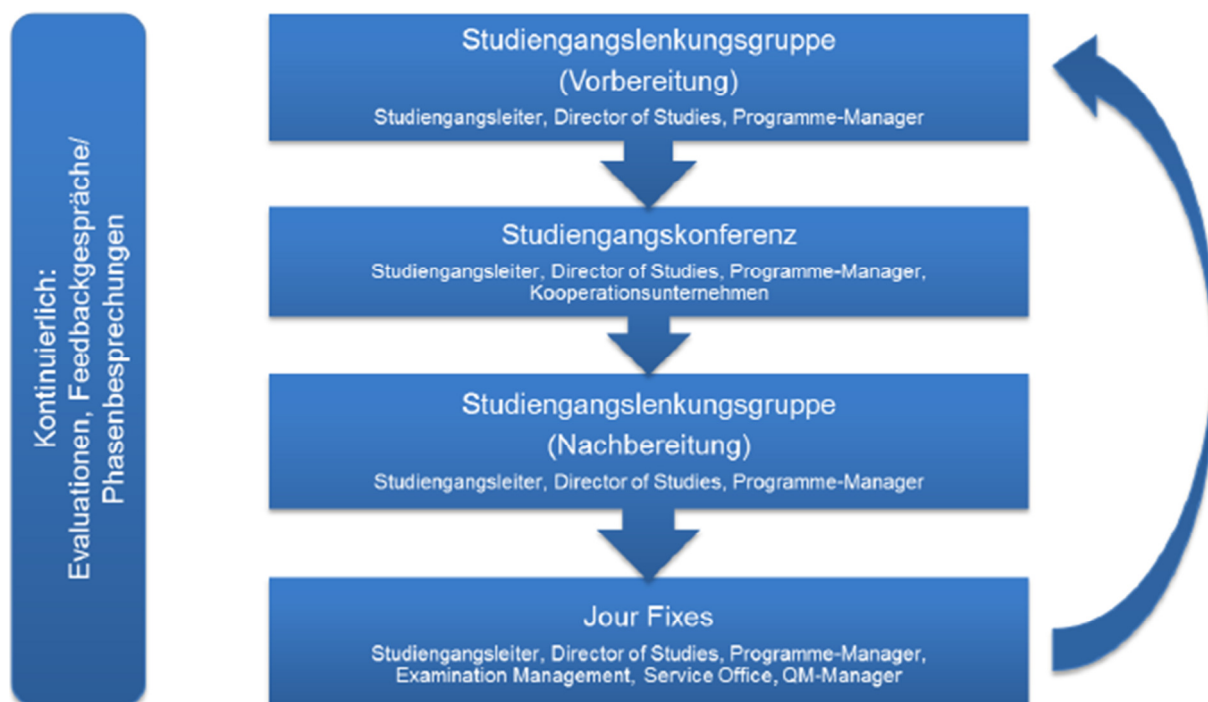 Kontinuierlich:
Evaluationen, Feedbackgespräche/
Phasenbesprechungen
Studiengangslenkungsgruppe
(Vorbereitung)
Studiengangsleiter, Director of Studies, Programme-Manager
Studiengangskonferenz
Studiengangsleiter, Director of Studies, Programme-Manager,
Kooperationsunternehmen
Studiengangslenkungsgruppe
(Nachbereitung)
Studiengangsleiter, Director of Studies, Programme-Manager
Jour Fixes
Studiengangsleiter, Director of Studies, Programme-Manager,
Examination Management, Service Office, QM-Manager